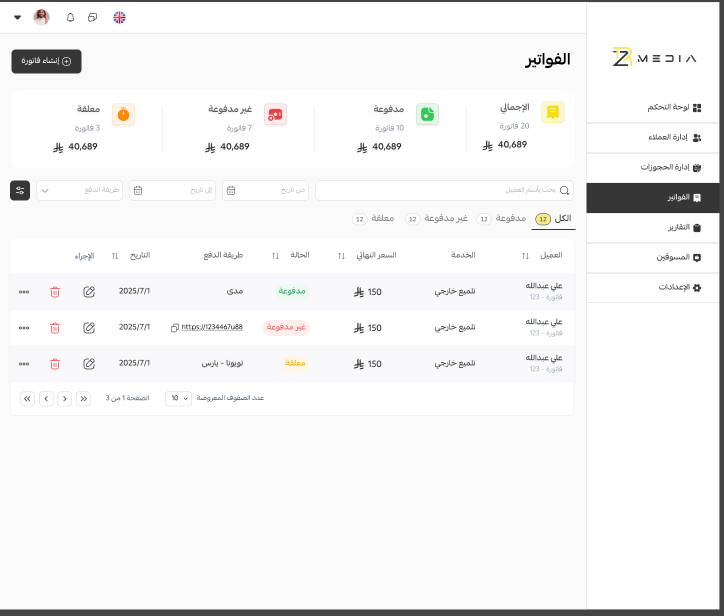 MEDIA
لوحة التحكم
إدارة العملاء
إدارة الحجوزات
الفواتير
التقارير
المسوقين
الإعدادات
الفواتير
إنشاء فاتورة
الإجمالي
20 فاتورة
40,689
مدفوعة
10 فاتورة
40,689
غير مدفوعة
7 فاتورة
40,689
معلقة
3 فاتورة
40,689
بحث بأسم العميل
من تاريخ
إلى تاريخ
طريقة الدفع
الكل 12 مدفوعة 12 غير مدفوعة 12 معلقة 12
العميل الخدمة السعر النهائي الحالة طريقة الدفع التاريخ الإجراء
علي عبدالله تلميع خارجي 150 مدفوعة مدى 2025/7/1
فاتورة - 123
علي عبدالله تلميع خارجي 150 غير مدفوعة https://1234467u88 2025/7/1
فاتورة - 123
علي عبدالله تلميع خارجي 150 معلقة تويوتا - يارس 2025/7/1
فاتورة - 123
عدد الصفوف المعروضة 10 الصفحة 1 من 3